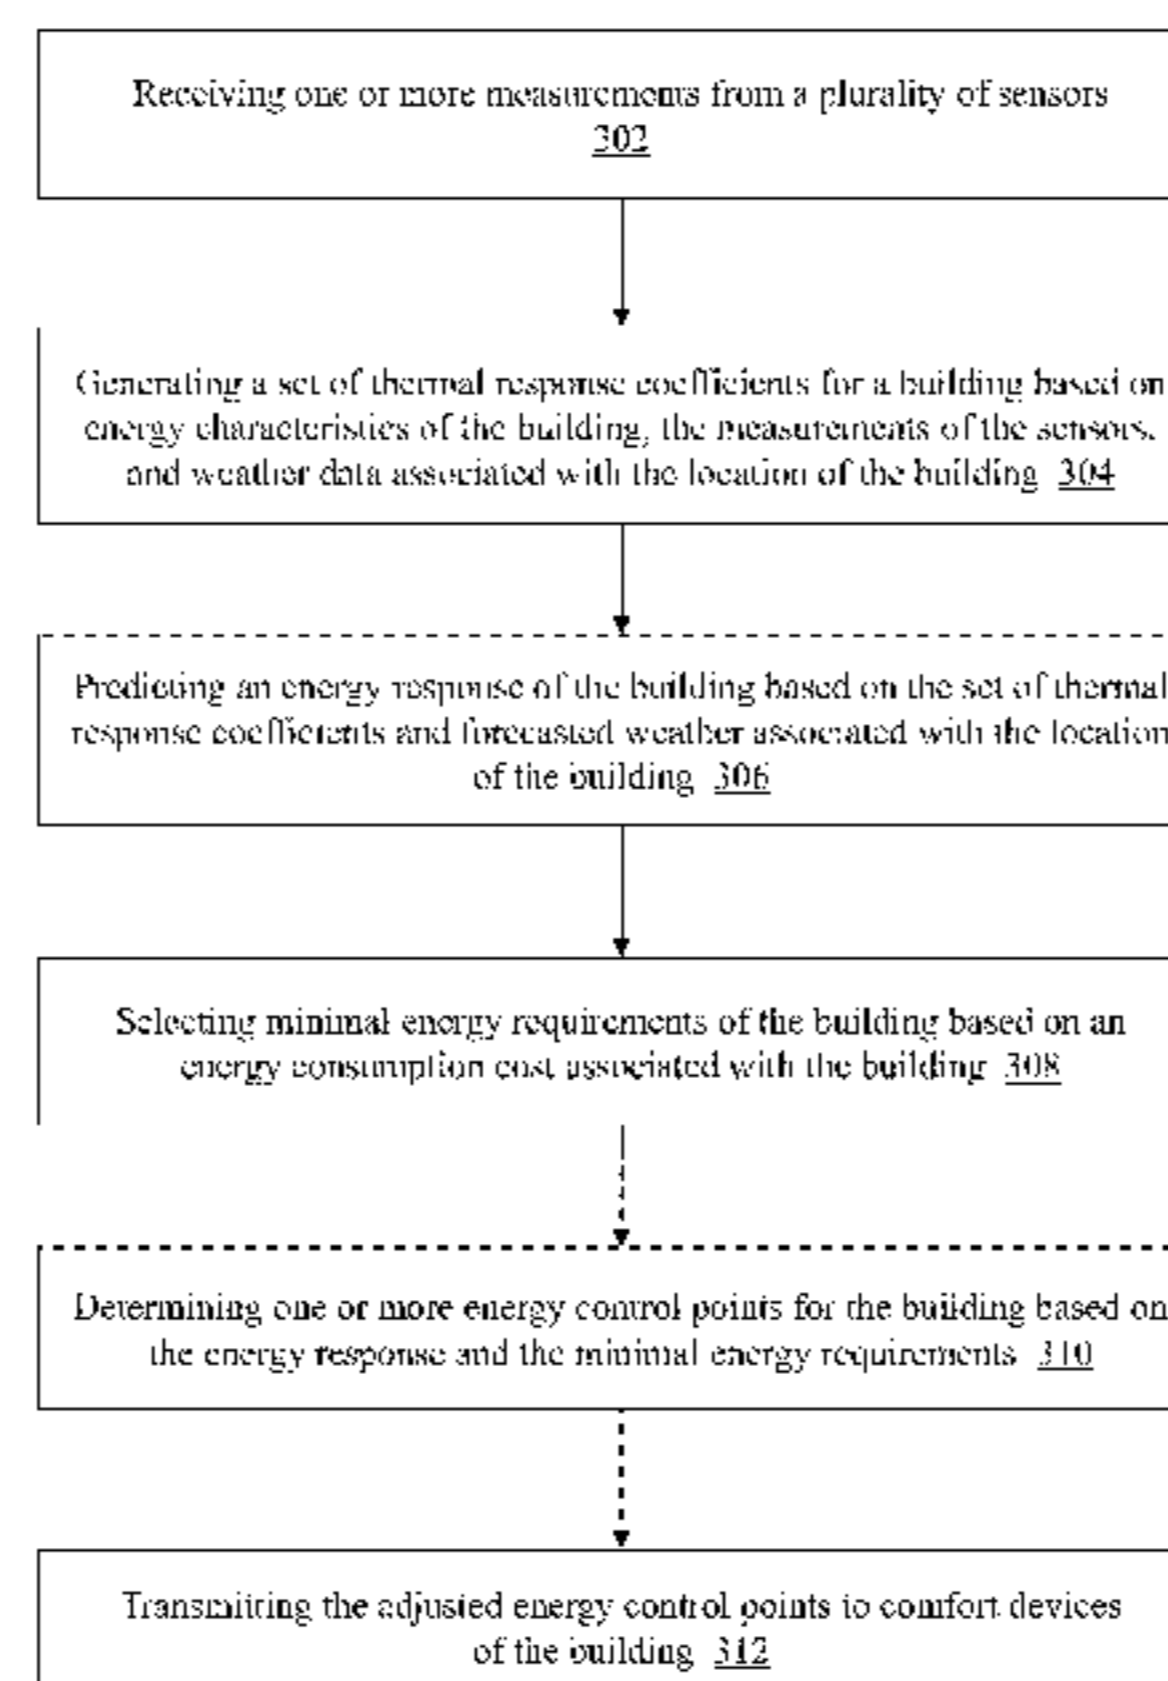 Receiving one or more measurements from a plurality of sensors
302
Generating a set of thermal response coefficients for a building based on
energy characteristics of the building, the measurements of the sensors,
and weather data associated with the location of the building 304
Predicting an energy response of the building based on the set of thermal
response coefficients and forecasted weather associated with the location
of the building 306
Selecting minimal energy requirements of the building based on an
energy consumption cost associated with the building 308
Determining one or more energy control points for the building based on
the energy response and the minimal energy requirements 310
Transmitting the adjusted energy control points to comfort devices
of the building 312